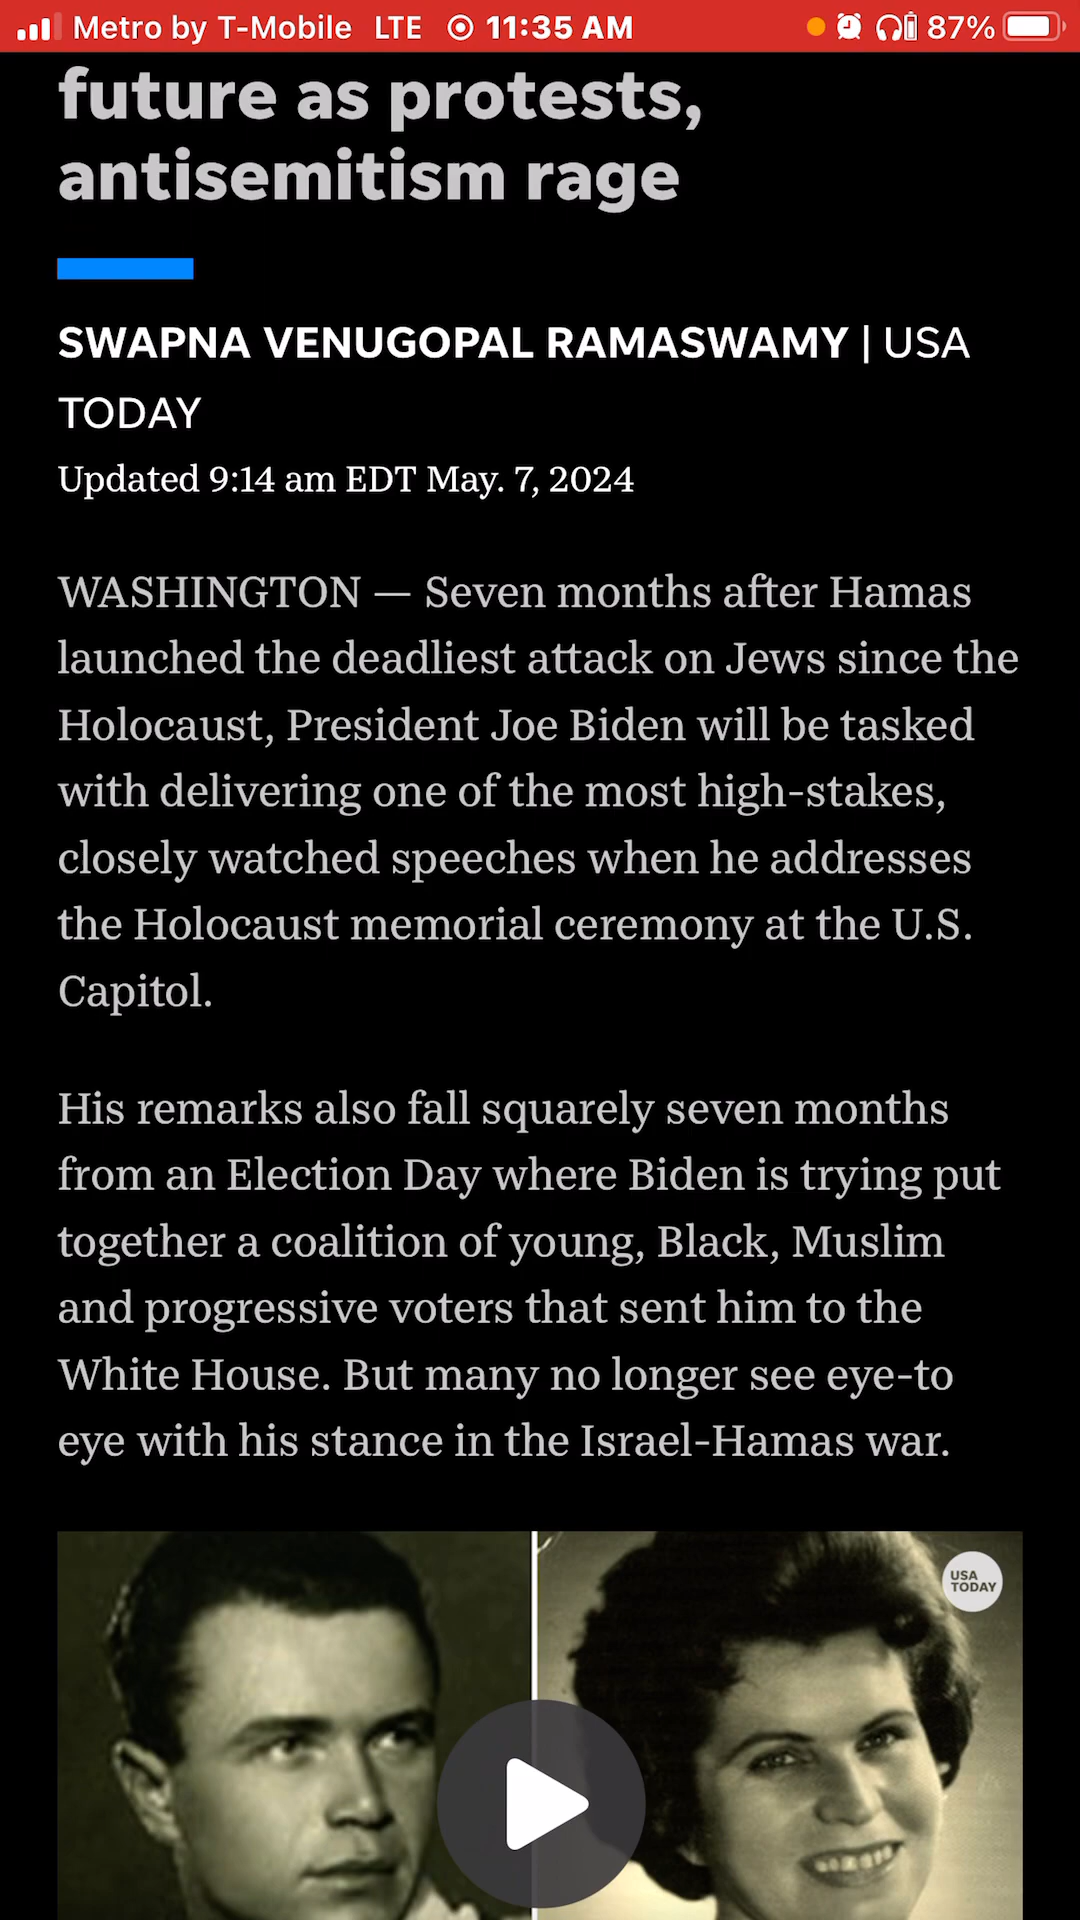 Metro by T-Mobile LTE 11:35 AM 87%
future as protests,
antisemitism rage
SWAPNA VENUGOPAL RAMASWAMY | USA
TODAY
Updated 9:14 am EDT May. 7, 2024
WASHINGTON — Seven months after Hamas
launched the deadliest attack on Jews since the
Holocaust, President Joe Biden will be tasked
with delivering one of the most high-stakes,
closely watched speeches when he addresses
the Holocaust memorial ceremony at the U.S.
Capitol.
His remarks also fall squarely seven months
from an Election Day where Biden is trying put
together a coalition of young, Black, Muslim
and progressive voters that sent him to the
White House. But many no longer see eye-to
eye with his stance in the Israel-Hamas war.
USA
TODAY